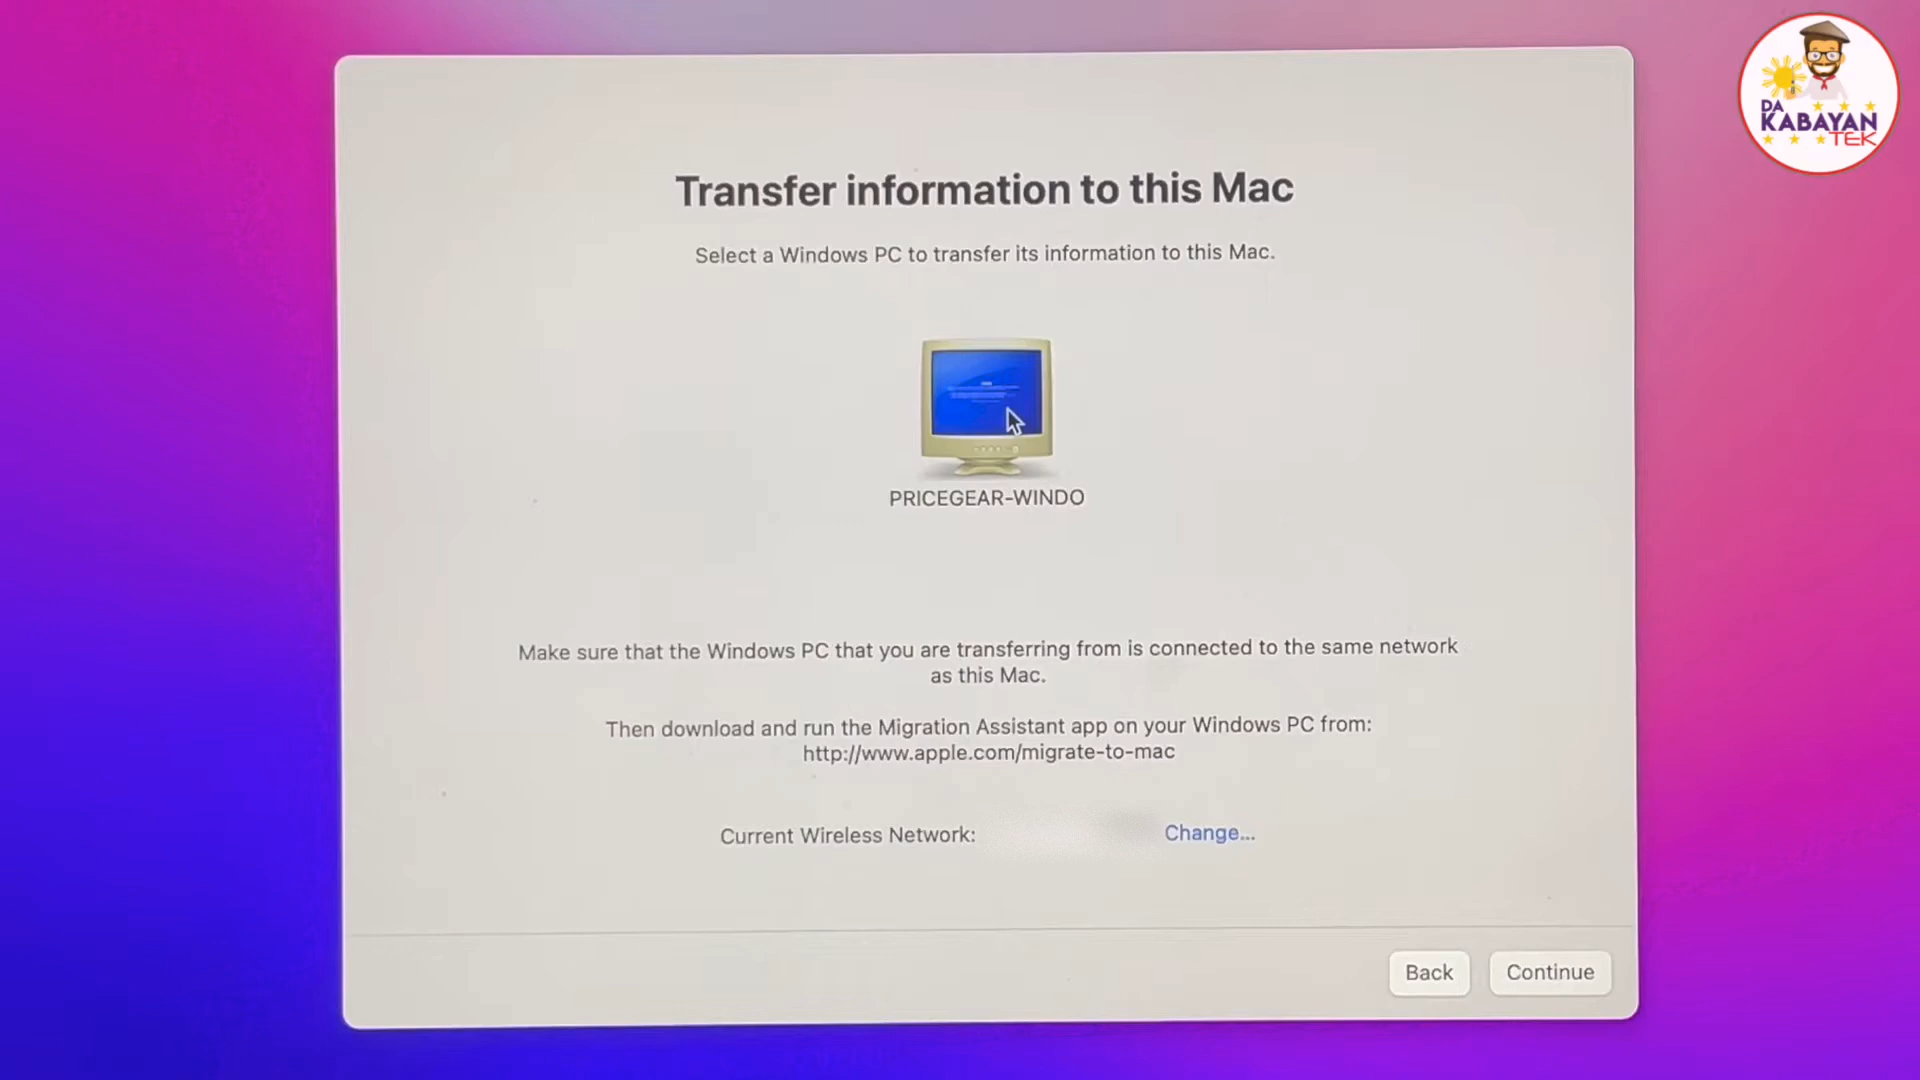 DA
KABAYAN
TEK
Transfer information to this Mac
Select a Windows PC to transfer its information to this Mac.
PRICEGEAR-WINDO
Make sure that the Windows PC that you are transferring from is connected to the same network
as this Mac.
Then download and run the Migration Assistant app on your Windows PC from:
http://www.apple.com/migrate-to-mac
Current Wireless Network: Change...
Back Continue